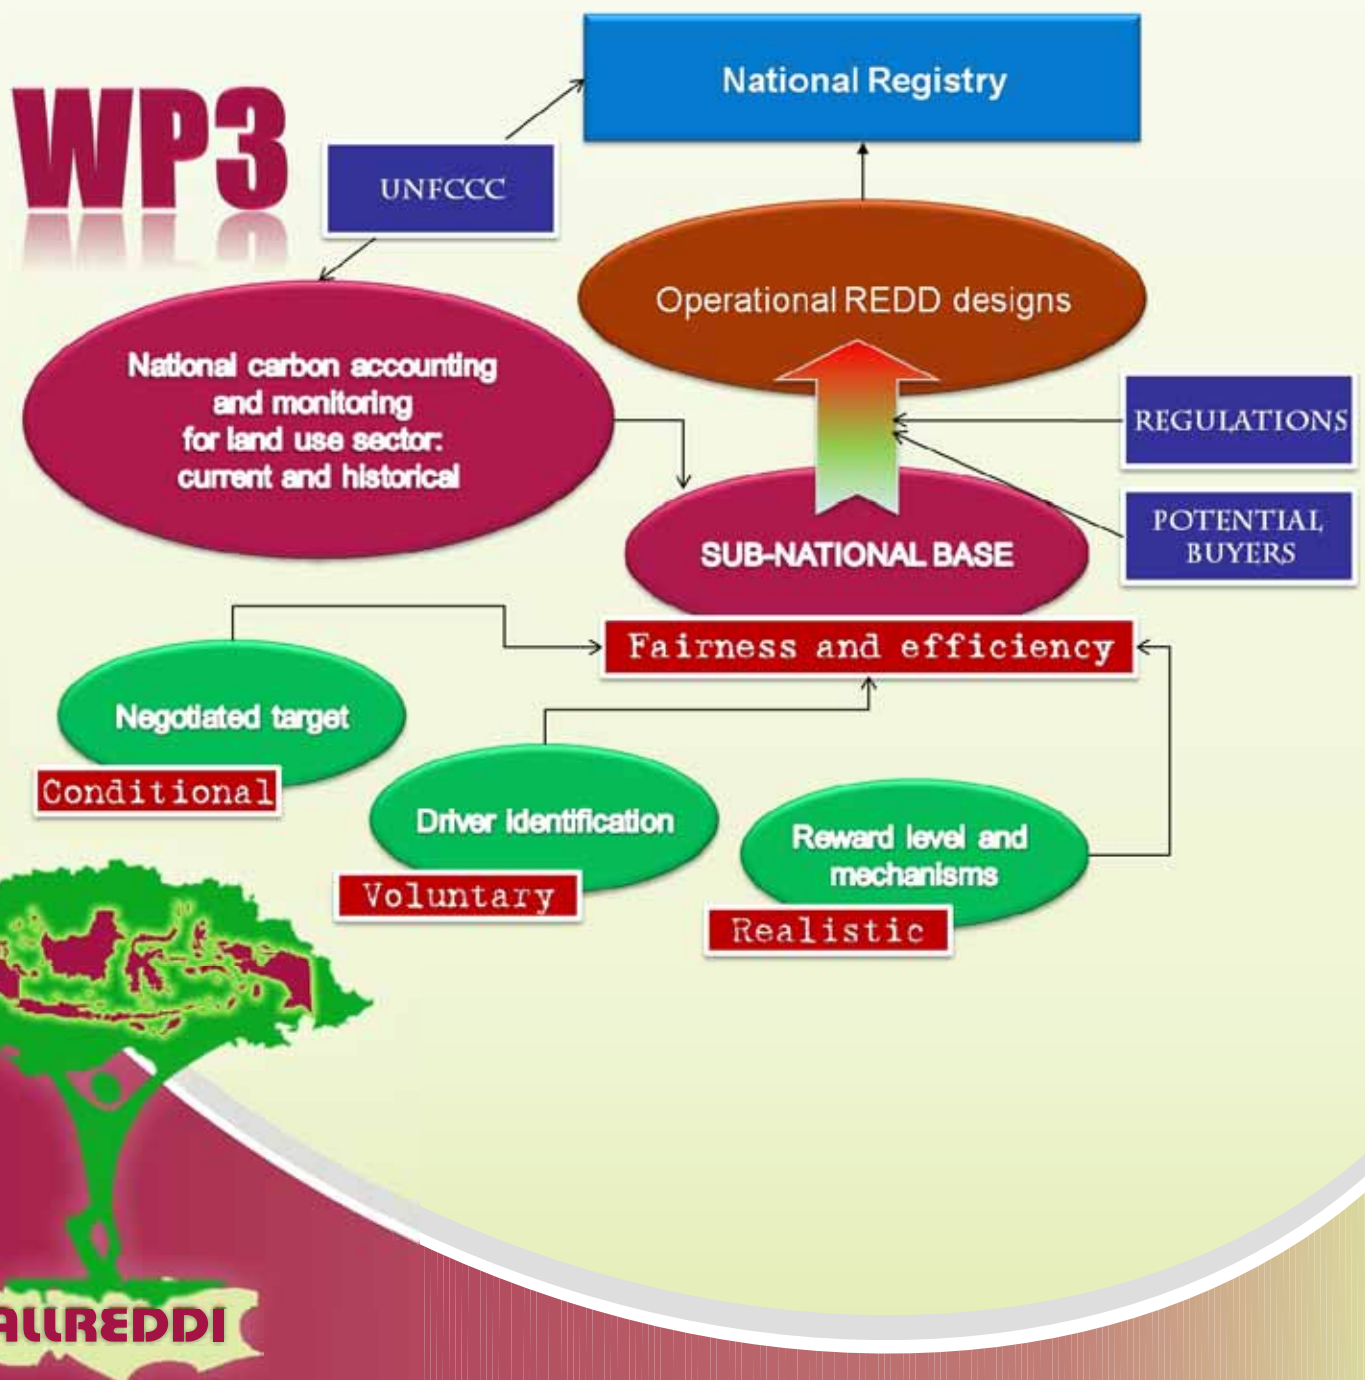 WP3
National Registry
UNFCCC
Operational REDD designs
National carbon accounting
and monitoring
for land use sector:
current and historical
REGULATIONS
POTENTIAL
BUYERS
SUB-NATIONAL BASE
Fairness and efficiency
Negotiated target
Conditional
Driver identification
Voluntary
Reward level and
mechanisms
Realistic
ALLREDDI